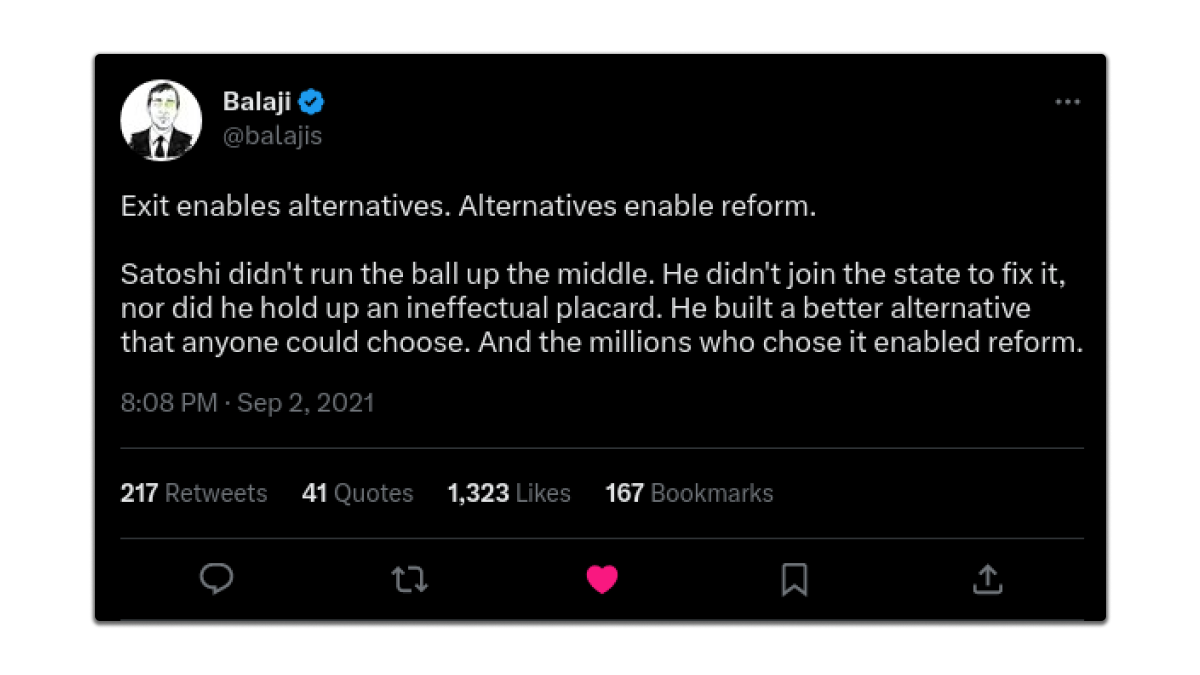 Balaji
@balajis
Exit enables alternatives. Alternatives enable reform.
Satoshi didn't run the ball up the middle. He didn't join the state to fix it,
nor did he hold up an ineffectual placard. He built a better alternative
that anyone could choose. And the millions who chose it enabled reform.
8:08 PM · Sep 2, 2021
217 Retweets 41 Quotes 1,323 Likes 167 Bookmarks